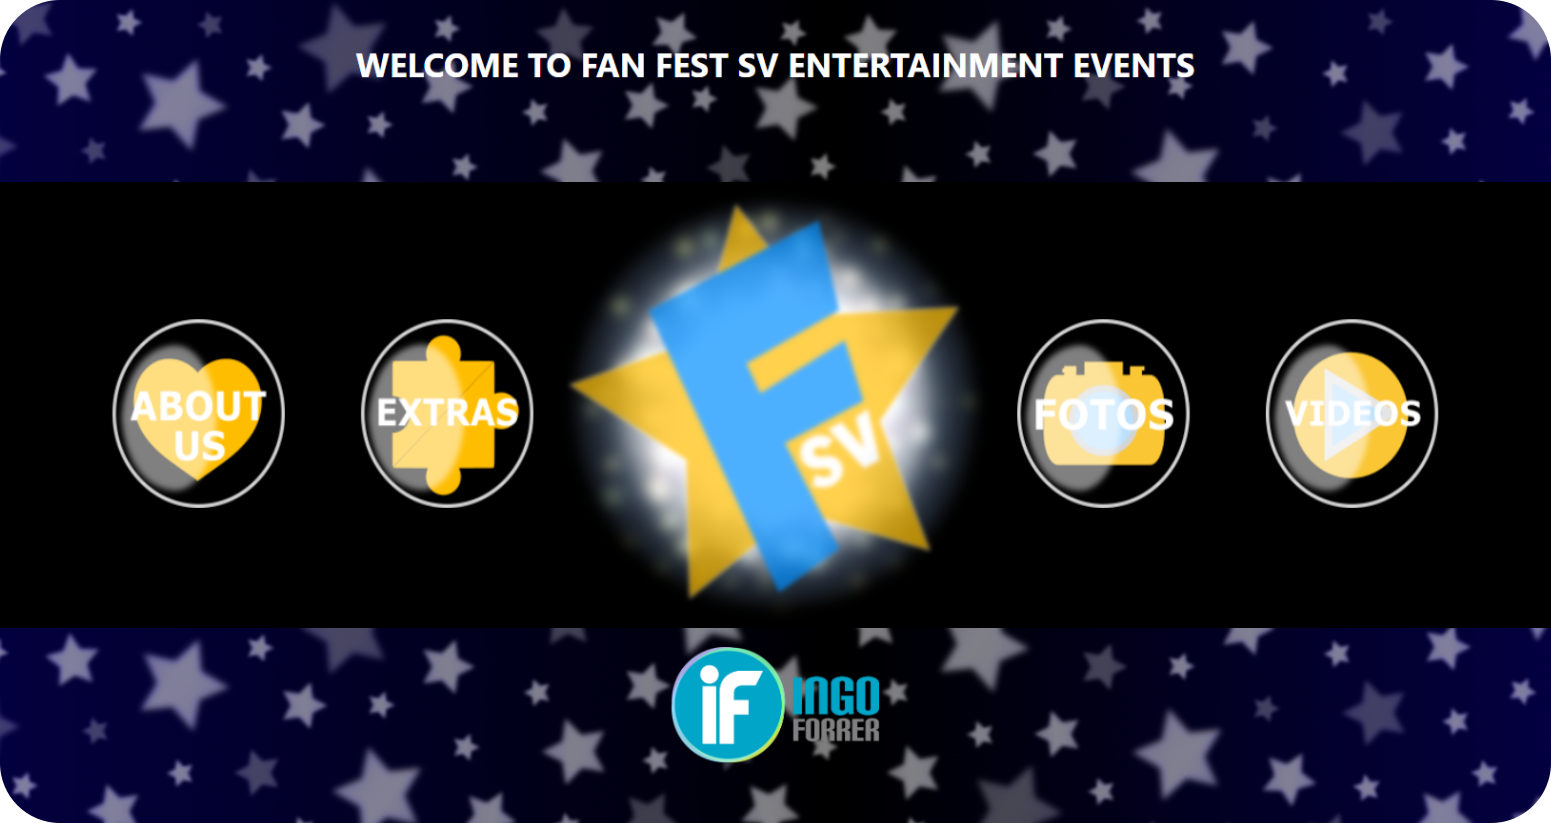 WELCOME TO FAN FEST SV ENTERTAINMENT EVENTS
ABOUT
US
EXTRAS
F
SV
FOTOS
VIDEOS
iF
INGO
FORRER